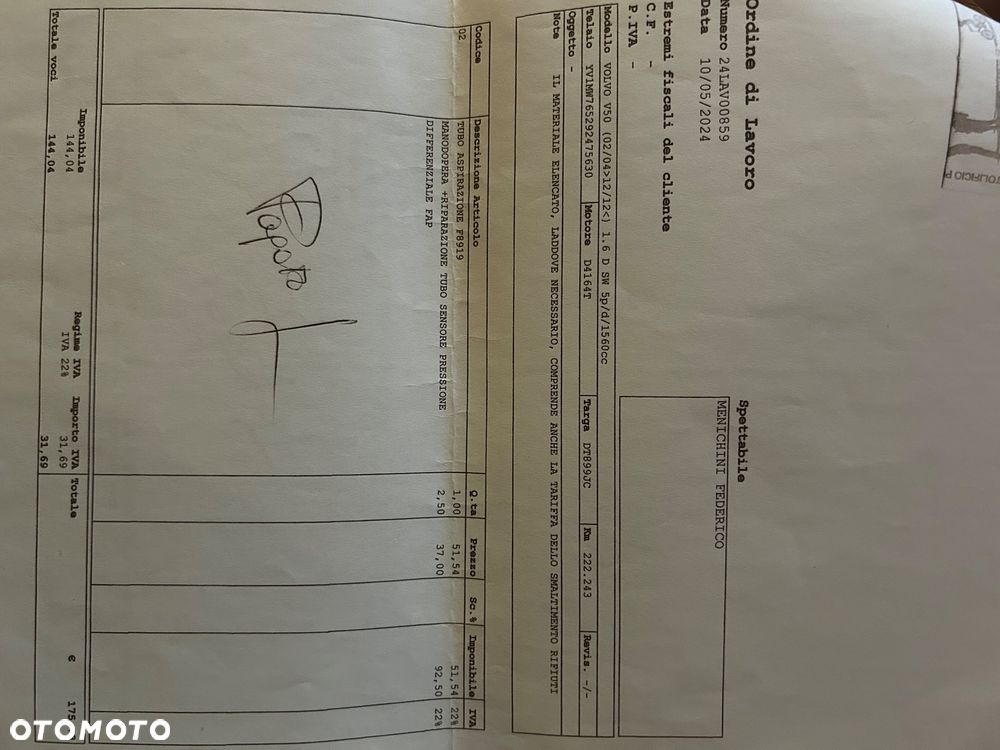 Ordine di Lavoro
Numero 24LAV00859
Data 10/05/2024
Spettabile
MENICHINI FEDERICO
Estremi fiscali del cliente
C.F. -
P.IVA -
Modello VOLVO V50 (02/04>12/12<) 1.6 D SW 5p/d/1560cc
Telaio YV1MW765292475630 Motore D4164T Targa DT899JC Km 222.243 Revis. -/-
Oggetto -
Note IL MATERIALE ELENCATO, LADDOVE NECESSARIO, COMPRENDE ANCHE LA TARIFFA DELLO SMALTIMENTO RIFIUTI
Codice Descrizione Articolo Q.ta Prezzo Sc.% Imponibile IVA
02 TUBO ASPIRAZIONE F8919 1,00 51,54 51,54 22%
MANODOPERA +RIPARAZIONE TUBO SENSORE PRESSIONE 2,50 37,00 92,50 22%
DIFFERENZIALE FAP
Imponibile Regime IVA Importo IVA Totale € 175
144,04 IVA 22% 31,69
Totale voci 144,04 31,69
OTOMOTO